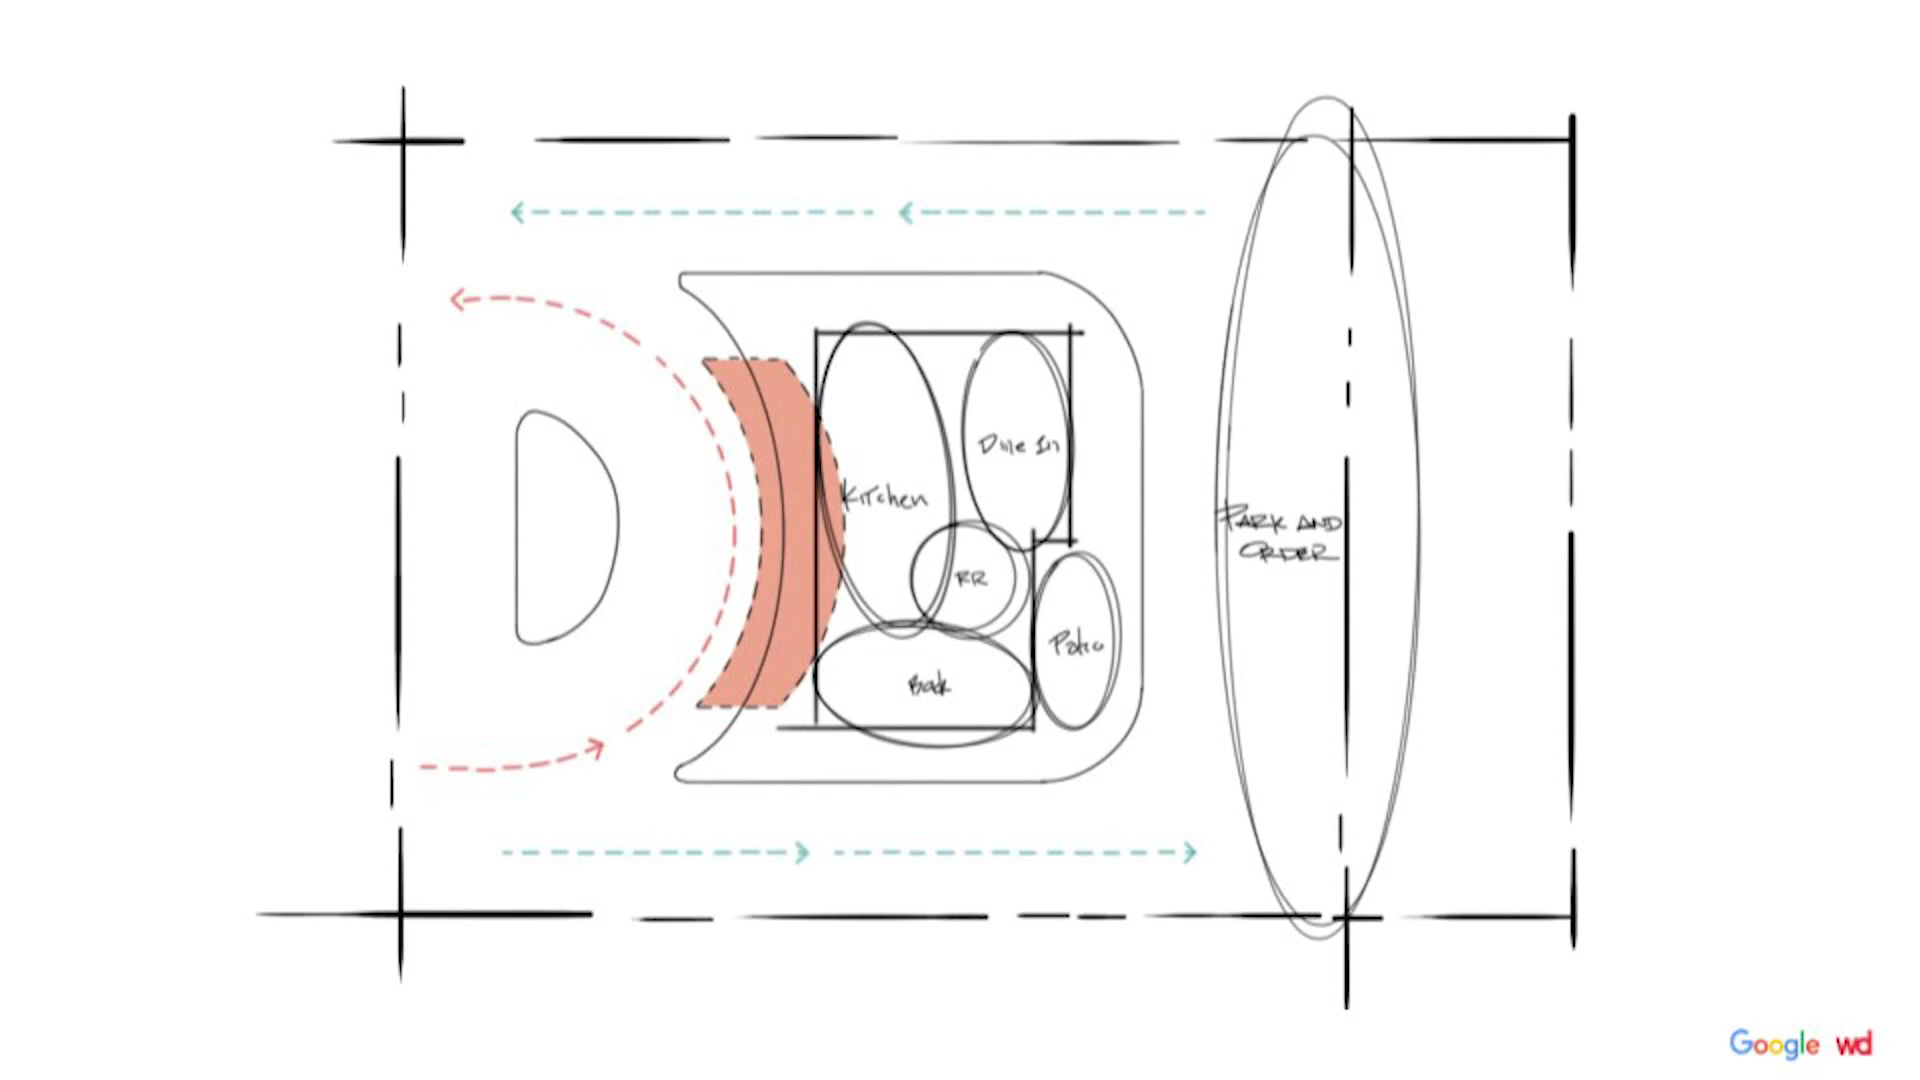 Dine In
Kitchen
PARK AND
ORDER
RR
Patio
Back
Google wd